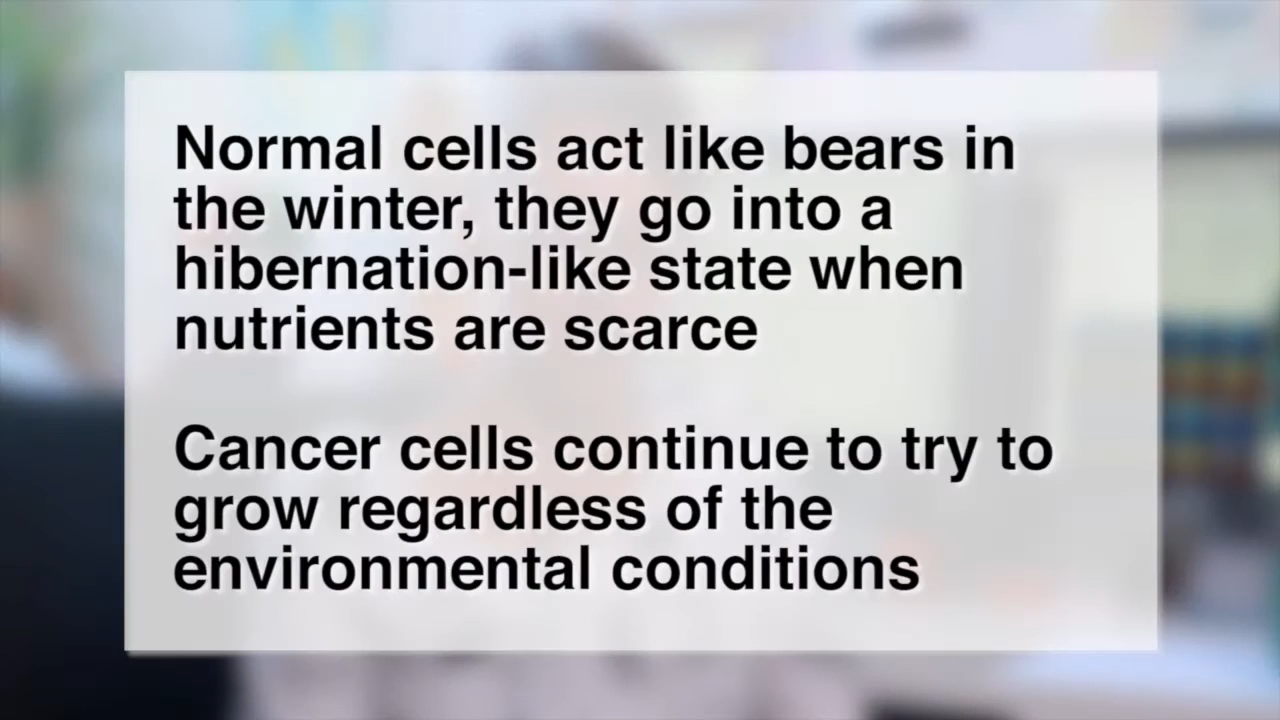 Normal cells act like bears in
the winter, they go into a
hibernation-like state when
nutrients are scarce
Cancer cells continue to try to
grow regardless of the
environmental conditions